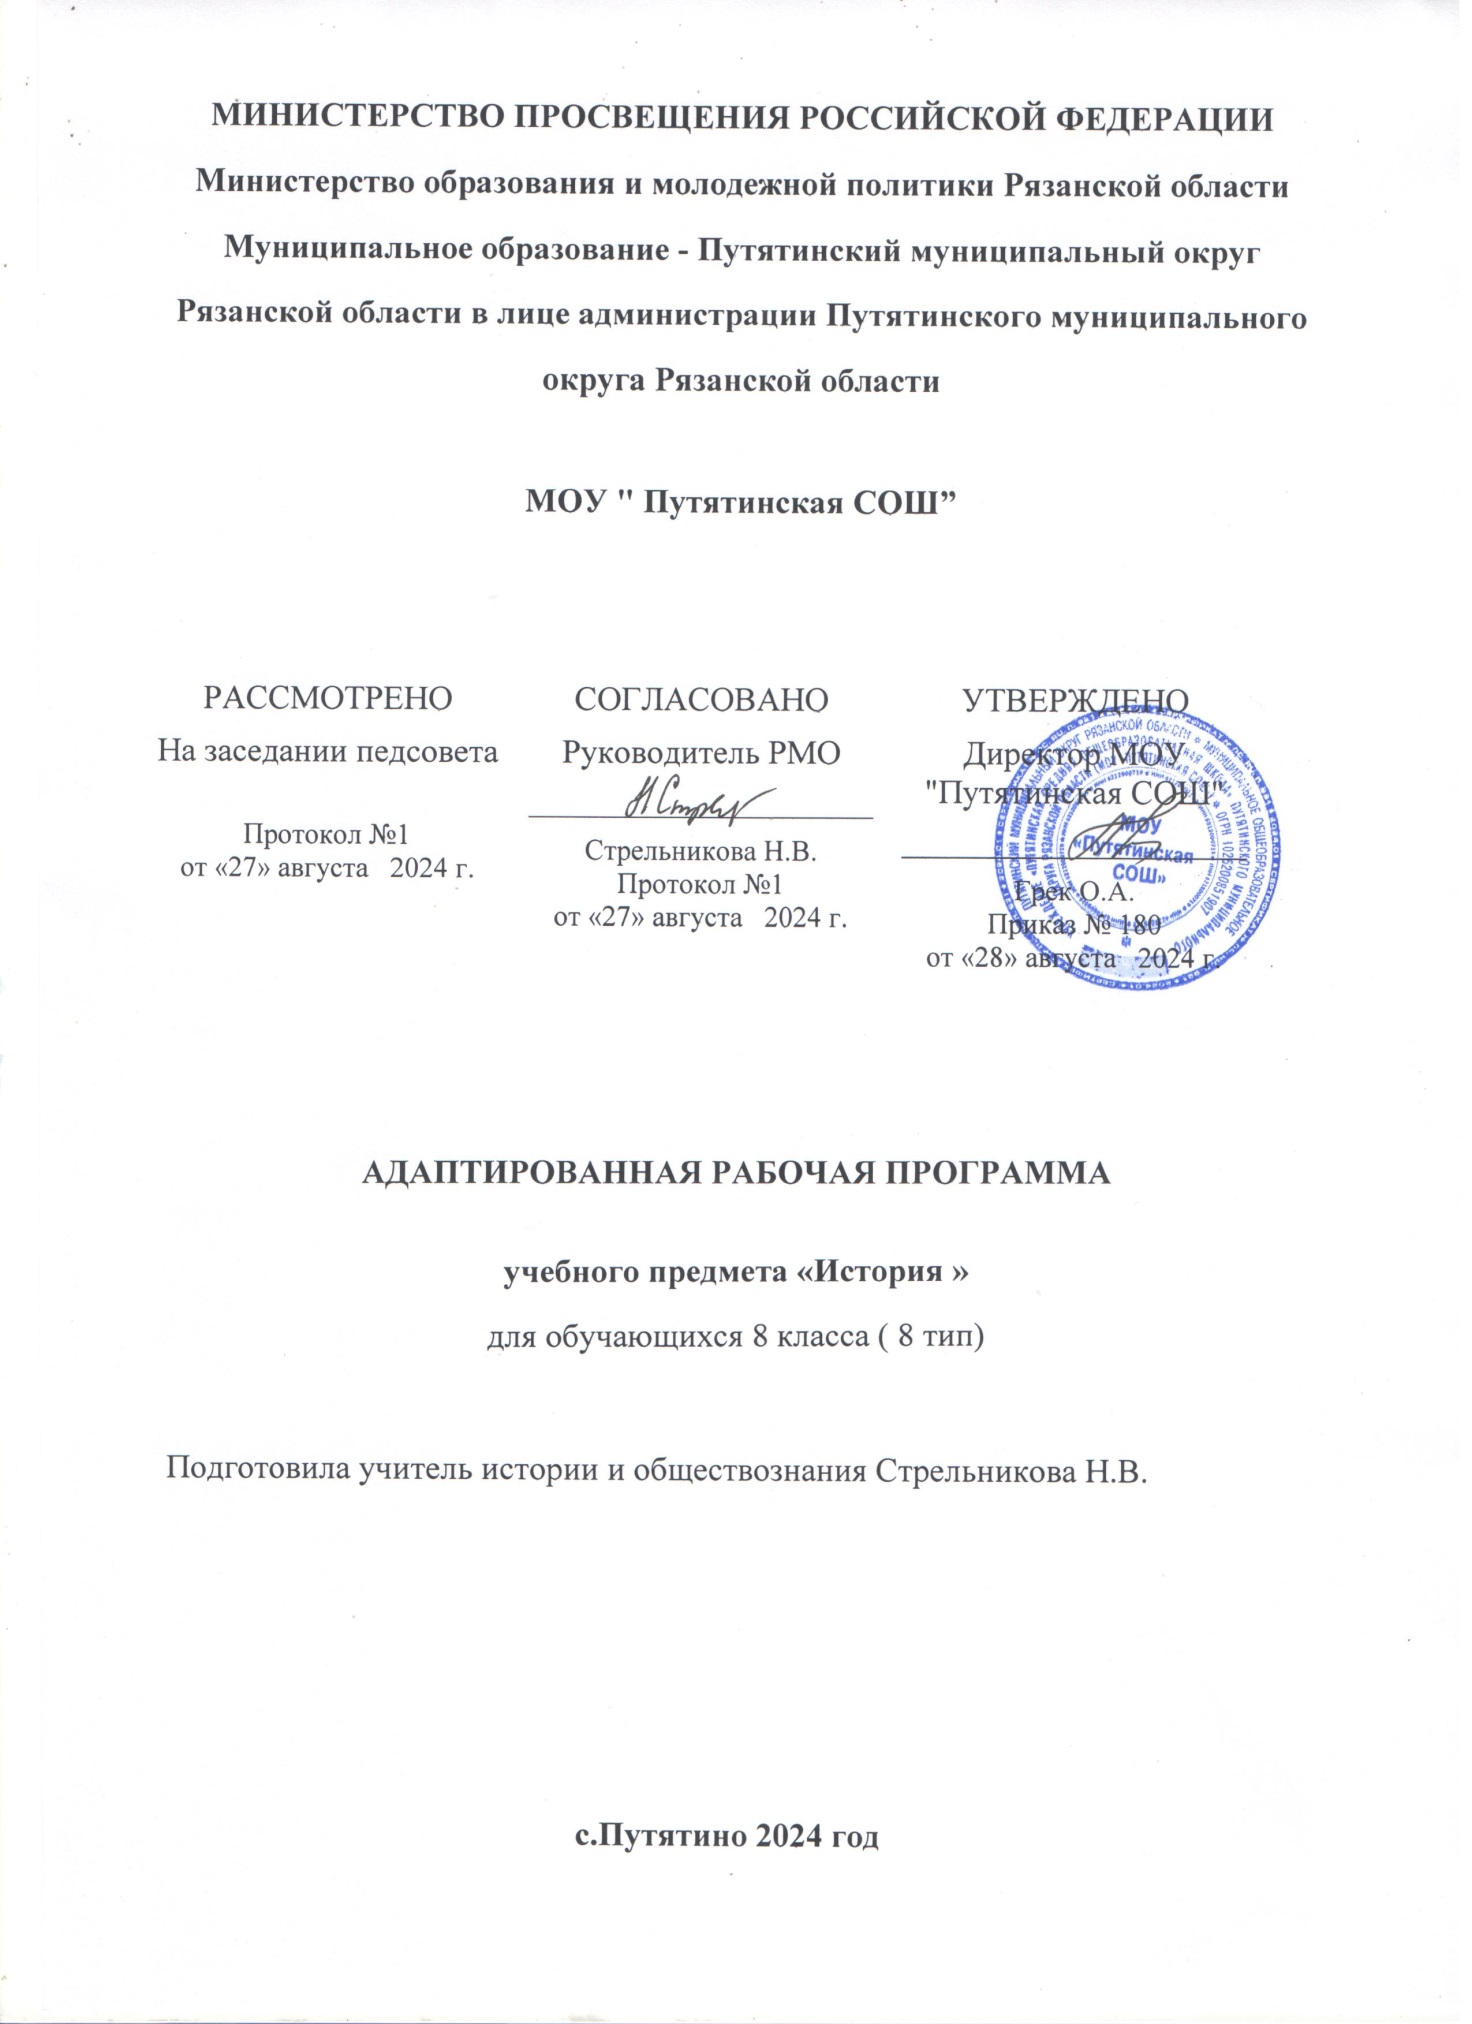 МИНИСТЕРСТВО ПРОСВЕЩЕНИЯ РОССИЙСКОЙ ФЕДЕРАЦИИ
Министерство образования и молодежной политики Рязанской области
Муниципальное образование - Путятинский муниципальный округ
Рязанской области в лице администрации Путятинского муниципального
округа Рязанской области
МОУ " Путятинская СОШ”
РАССМОТРЕНО
На заседании педсовета
Протокол №1
от «27» августа 2024 г.
СОГЛАСОВАНО
Руководитель РМО
Стрельникова Н.В.
Протокол №1
от «27» августа 2024 г.
УТВЕРЖДЕНО
Директор МОУ
"Путятинская СОШ"
Грек О.А.
Приказ № 180
от «28» августа 2024 г.
МОУ
«Путятинская
СОШ»
АДАПТИРОВАННАЯ РАБОЧАЯ ПРОГРАММА
учебного предмета «История »
для обучающихся 8 класса ( 8 тип)
Подготовила учитель истории и обществознания Стрельникова Н.В.
с.Путятино 2024 год